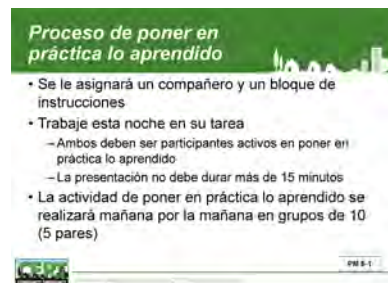 Proceso de poner en
práctica lo aprendido
• Se le asignará un compañero y un bloque de
instrucciones
• Trabaje esta noche en su tarea
– Ambos deben ser participantes activos en poner en
práctica lo aprendido
– La presentación no debe durar más de 15 minutos
• La actividad de poner en práctica lo aprendido se
realizará mañana por la mañana en grupos de 10
(5 pares)
CERT
PM 8-1